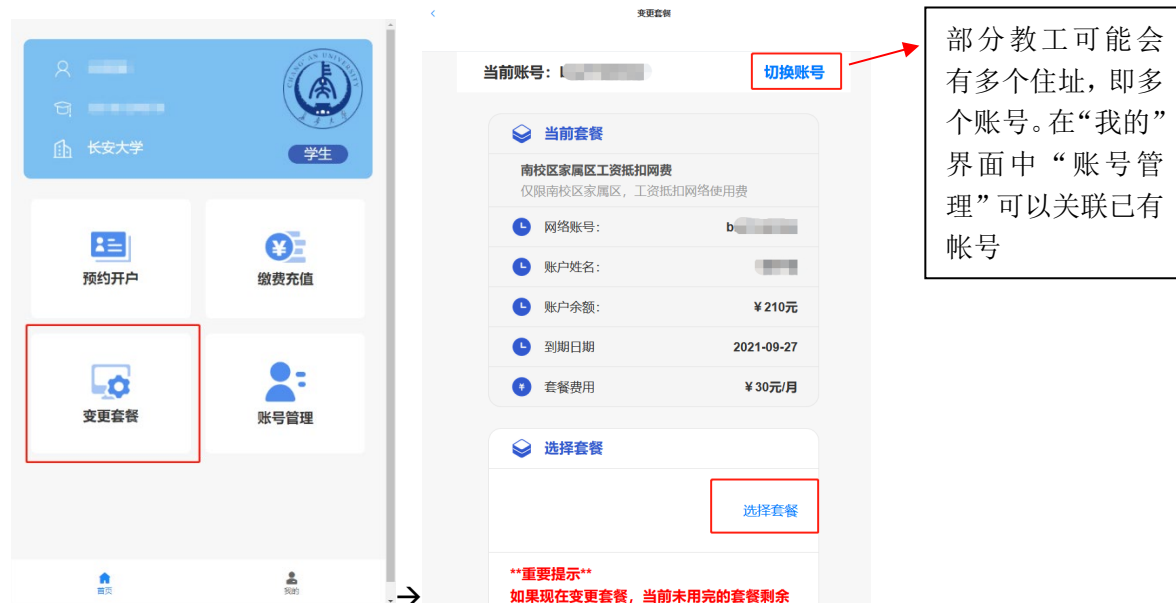 长安大学
学生
预约开户
缴费充值
变更套餐
账号管理
首页
我的
→
<
变更套餐
当前账号:
切换账号
当前套餐
南校区家属区工资抵扣网费
仅限南校区家属区，工资抵扣网络使用费
网络账号:
b
账户姓名:
账户余额:
¥210元
到期日期
2021-09-27
套餐费用
¥30元/月
选择套餐
选择套餐
**重要提示**
如果现在变更套餐，当前未用完的套餐剩余
部分教工可能会
有多个住址，即多
个账号。在“我的”
界面中“账号管
理”可以关联已有
帐号